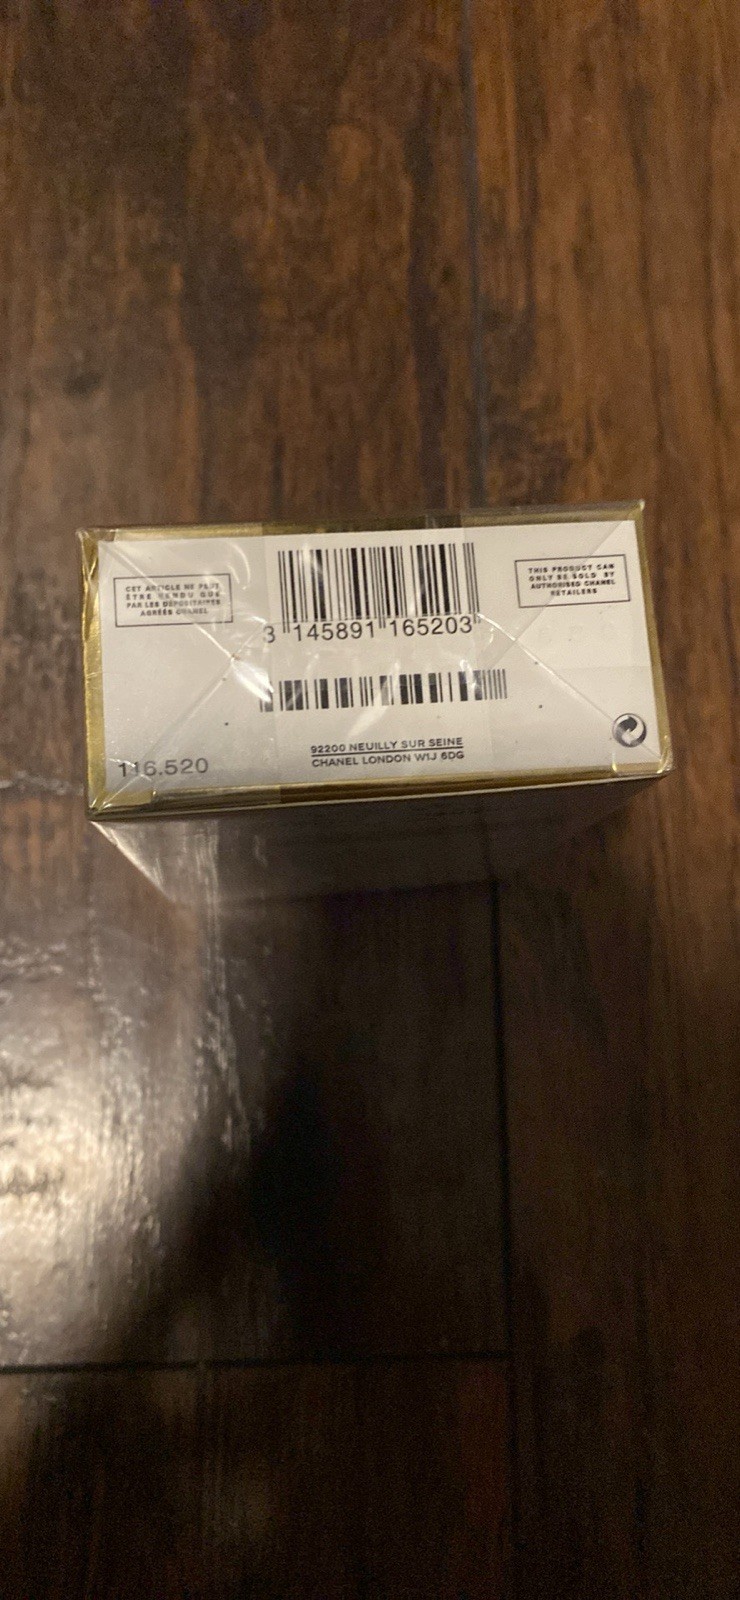 CET ARTICLE NE PEUT
ÊTRE VENDU QUE
PAR LES DÉPOSITAIRES
AGRÉÉS CHANEL
THIS PRODUCT CAN
ONLY BE SOLD BY
AUTHORISED CHANEL
RETAILERS
3 145891 165203
116.520
92200 NEUILLY SUR SEINE
CHANEL LONDON W1J 6DG